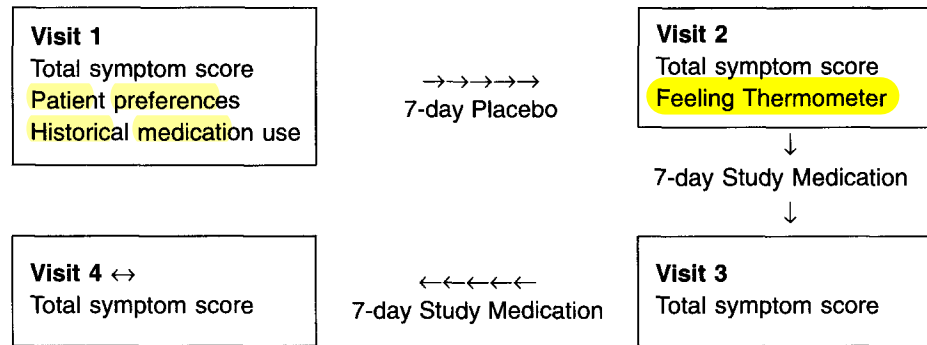 Visit 1
Total symptom score
Patient preferences
Historical medication use
→→→→→
7-day Placebo
Visit 2
Total symptom score
Feeling Thermometer
↓
7-day Study Medication
↓
Visit 3
Total symptom score
←←←←←
7-day Study Medication
Visit 4 ↔
Total symptom score